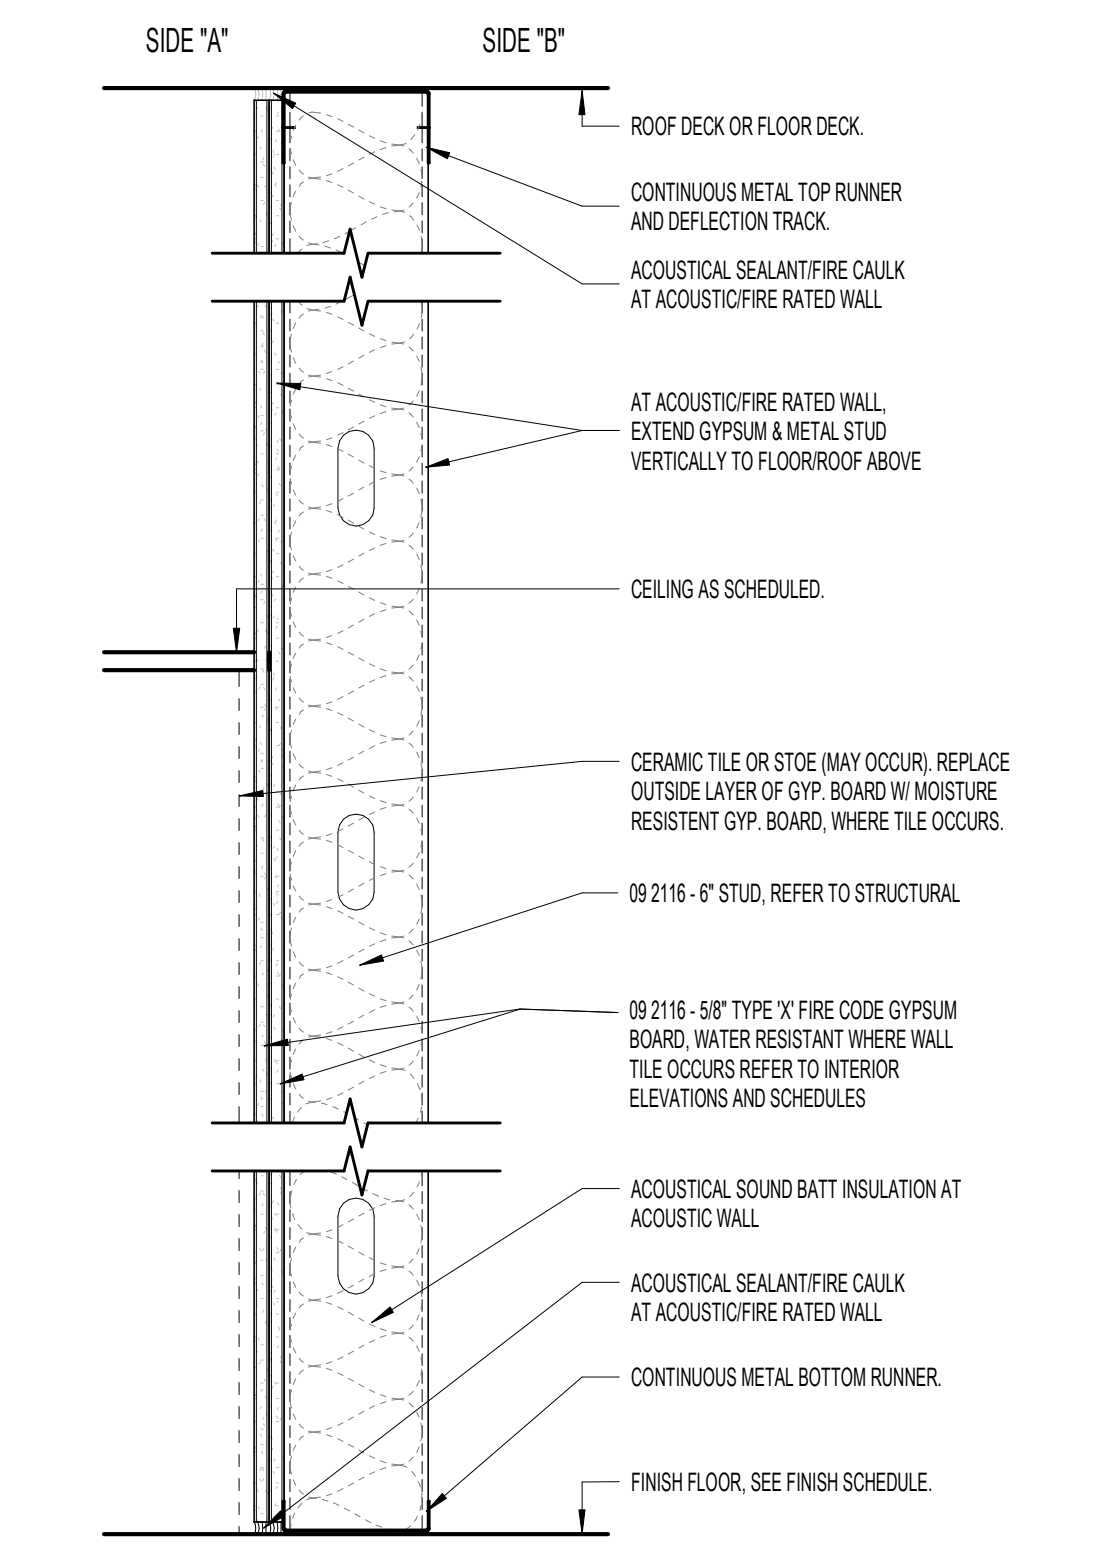 SIDE "A"
SIDE "B"
ROOF DECK OR FLOOR DECK.
CONTINUOUS METAL TOP RUNNER
AND DEFLECTION TRACK.
ACOUSTICAL SEALANT/FIRE CAULK
AT ACOUSTIC/FIRE RATED WALL
AT ACOUSTIC/FIRE RATED WALL,
EXTEND GYPSUM & METAL STUD
VERTICALLY TO FLOOR/ROOF ABOVE
CEILING AS SCHEDULED.
CERAMIC TILE OR STOE (MAY OCCUR). REPLACE
OUTSIDE LAYER OF GYP. BOARD W/ MOISTURE
RESISTENT GYP. BOARD, WHERE TILE OCCURS.
09 2116 - 6" STUD, REFER TO STRUCTURAL
09 2116 - 5/8" TYPE 'X' FIRE CODE GYPSUM
BOARD, WATER RESISTANT WHERE WALL
TILE OCCURS REFER TO INTERIOR
ELEVATIONS AND SCHEDULES
ACOUSTICAL SOUND BATT INSULATION AT
ACOUSTIC WALL
ACOUSTICAL SEALANT/FIRE CAULK
AT ACOUSTIC/FIRE RATED WALL
CONTINUOUS METAL BOTTOM RUNNER.
FINISH FLOOR, SEE FINISH SCHEDULE.